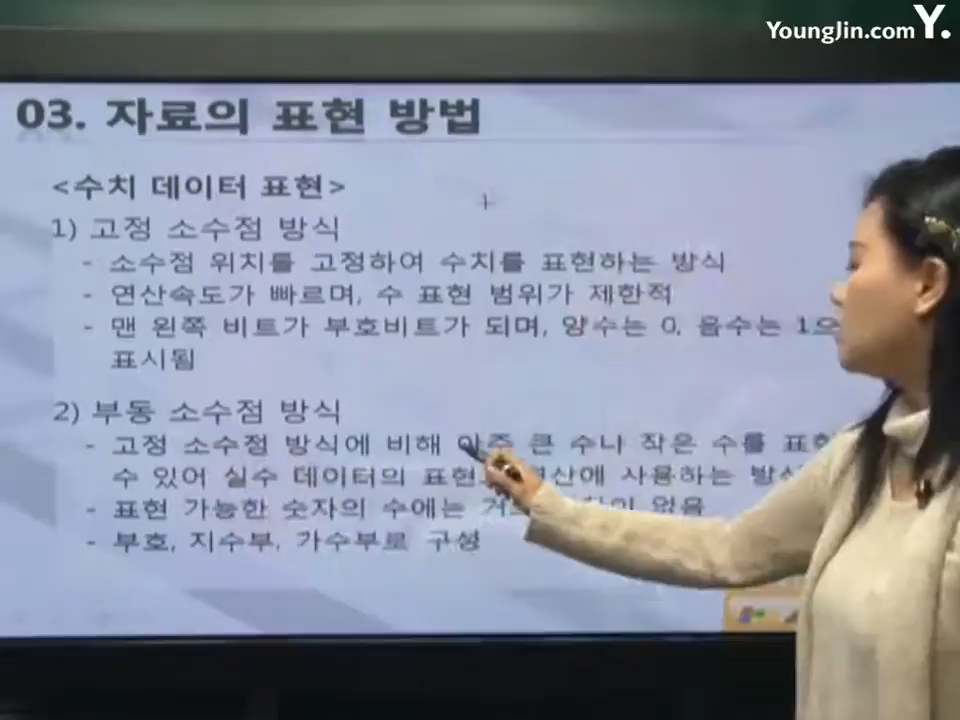 YoungJin.com Y.
03. 자료의 표현 방법
<수치 데이터 표현>
1) 고정 소수점 방식
- 소수점 위치를 고정하여 수치를 표현하는 방식
- 연산속도가 빠르며, 수 표현 범위가 제한적
- 맨 왼쪽 비트가 부호비트가 되며, 양수는 0, 음수는 1으
표시됨
2) 부동 소수점 방식
- 고정 소수점 방식에 비해 아주 큰 수나 작은 수를
수 있어 실수 데이터의 표현 사용하는
- 표현 가능한 숫자의 수에는 없음
- 부호, 지수부, 가수부로 구성